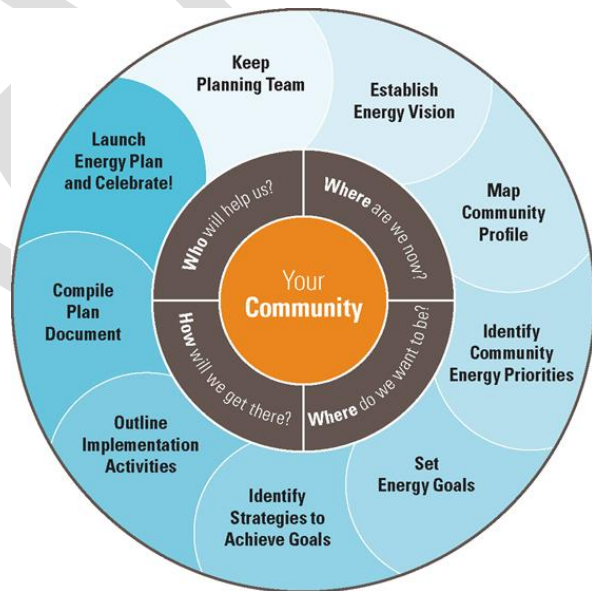 Keep
Planning Team
Establish
Energy Vision
Map
Community
Profile
Identify
Community
Energy Priorities
Set
Energy Goals
Identify
Strategies to
Achieve Goals
Outline
Implementation
Activities
Compile
Plan
Document
Launch
Energy Plan
and Celebrate!
Who will help us?
Where are we now?
Where do we want to be?
How will we get there?
Your
Community